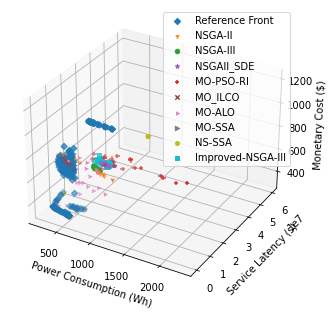 Reference Front
NSGA-II
NSGA-III
NSGAII_SDE
MO-PSO-RI
MO_ILCO
MO-ALO
MO-SSA
NS-SSA
Improved-NSGA-III
1200
1000
800
600
400
Monetary Cost ($)
500
1000
1500
2000
Power Consumption (Wh)
0
1
2
3
4
5
6
1e7
Service Latency (S)